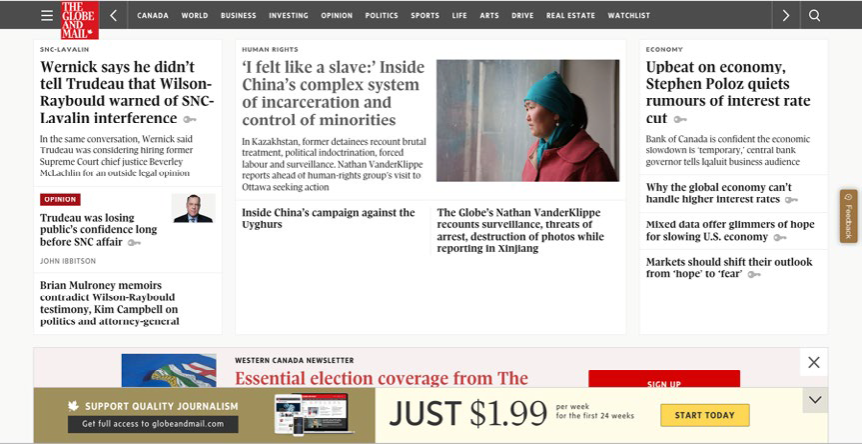 THE
GLOBE
AND
MAIL*
CANADA WORLD BUSINESS INVESTING OPINION POLITICS SPORTS LIFE ARTS DRIVE REAL ESTATE WATCHLIST
SNC-LAVALIN
Wernick says he didn't
tell Trudeau that Wilson-
Raybould warned of SNC-
Lavalin interference
In the same conversation, Wernick said
Trudeau was considering hiring former
Supreme Court chief justice Beverley
McLachlin for an outside legal opinion
OPINION
Trudeau was losing
public's confidence long
before SNC affair
JOHN IBBITSON
Brian Mulroney memoirs
contradict Wilson-Raybould
testimony, Kim Campbell on
politics and attorney-general
HUMAN RIGHTS
'I felt like a slave:' Inside
China's complex system
of incarceration and
control of minorities
In Kazakhstan, former detainees recount brutal
treatment, political indoctrination, forced
labour and surveillance. Nathan VanderKlippe
reports ahead of human-rights group's visit to
Ottawa seeking action
Inside China's campaign against the
Uyghurs
The Globe's Nathan VanderKlippe
recounts surveillance, threats of
arrest, destruction of photos while
reporting in Xinjiang
ECONOMY
Upbeat on economy,
Stephen Poloz quiets
rumours of interest rate
cut
Bank of Canada is confident the economic
slowdown is 'temporary,' central bank
governor tells Iqaluit business audience
Why the global economy can't
handle higher interest rates
Mixed data offer glimmers of hope
for slowing U.S. economy
Markets should shift their outlook
from 'hope' to 'fear'
Feedback
WESTERN CANADA NEWSLETTER
Essential election coverage from The
SIGN UP
SUPPORT QUALITY JOURNALISM
Get full access to globeandmail.com
JUST $1.99 per week
for the first 24 weeks
START TODAY